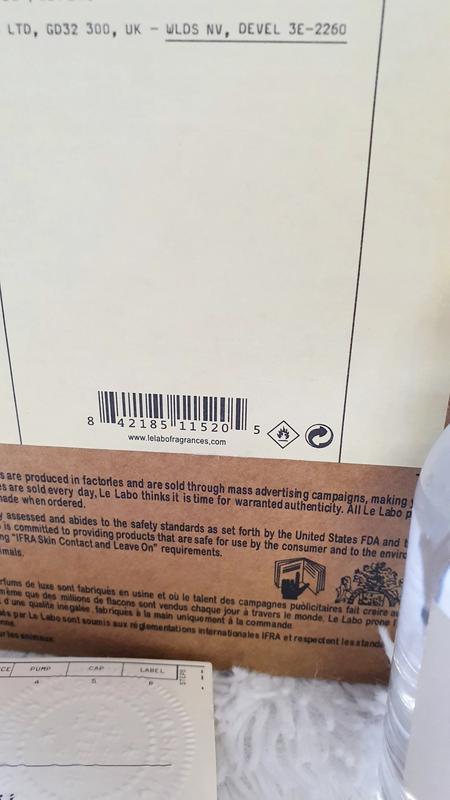 LTD, GD32 300, UK – WLDS NV, DEVEL 3E-2260
8 42185 11520 5
www.lelabofragrances.com
s are produced in factories and are sold through mass advertising campaigns, making
es are sold every day, Le Labo thinks it is time for warranted authenticity. All Le Labo p
made when ordered.
y assessed and abides to the safety standards as set forth by the United States FDA and t
is committed to providing products that are safe for use by the consumer and to the enviro
ng "IFRA Skin Contact and Leave On" requirements.
imals.
rfums de luxe sont fabriqués en usine et où le talent des campagnes publicitaires fait croire a
même que des millions de flacons sont vendus chaque jour à travers le monde, Le Labo prône
d'une qualité inégalée, fabriqués à la main uniquement à la commande.
par Le Labo sont soumis aux réglementations internationales IFRA et respectent les stand
sur les animaux.
CE PUMP CAP LABEL
4 5 6